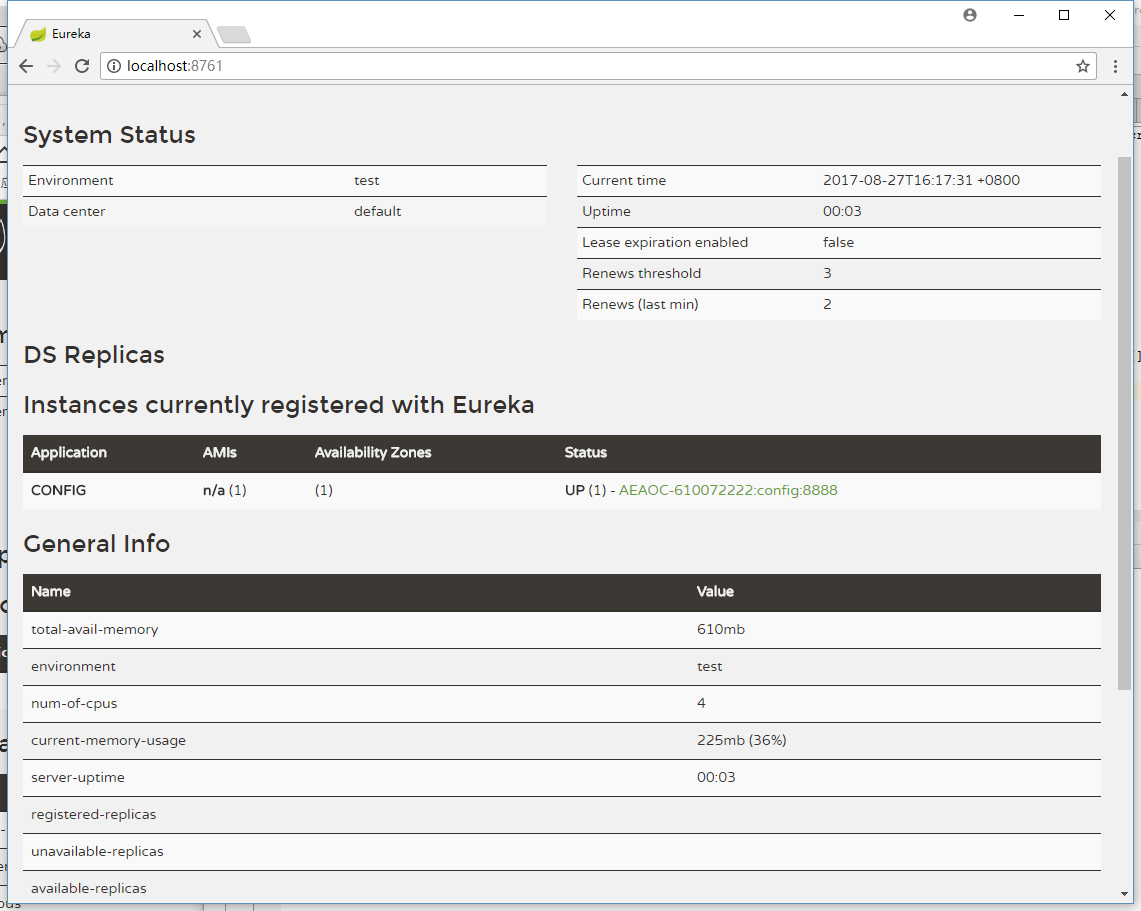 Eureka
localhost:8761
System Status
Environment test
Data center default
Current time 2017-08-27T16:17:31 +0800
Uptime 00:03
Lease expiration enabled false
Renews threshold 3
Renews (last min) 2
DS Replicas
Instances currently registered with Eureka
Application AMIs Availability Zones Status
CONFIG n/a (1) (1) UP (1) - AEAOC-610072222:config:8888
General Info
Name Value
total-avail-memory 610mb
environment test
num-of-cpus 4
current-memory-usage 225mb (36%)
server-uptime 00:03
registered-replicas
unavailable-replicas
available-replicas